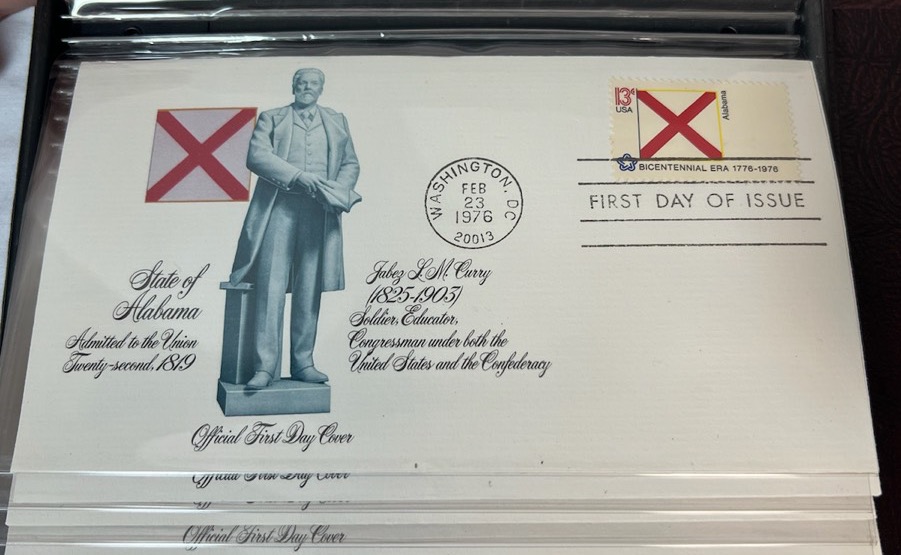 13c
USA
Alabama
BICENTENNIAL ERA 1776-1976
WASHINGTON, DC
FEB
23
1976
20013
FIRST DAY OF ISSUE
State of
Alabama
Admitted to the Union
Twenty-second, 1819
Jabez L. M. Curry
(1825-1903)
Soldier, Educator,
Congressman under both the
United States and the Confederacy
Official First Day Cover
Official First Day Cover
Official First Day Cover